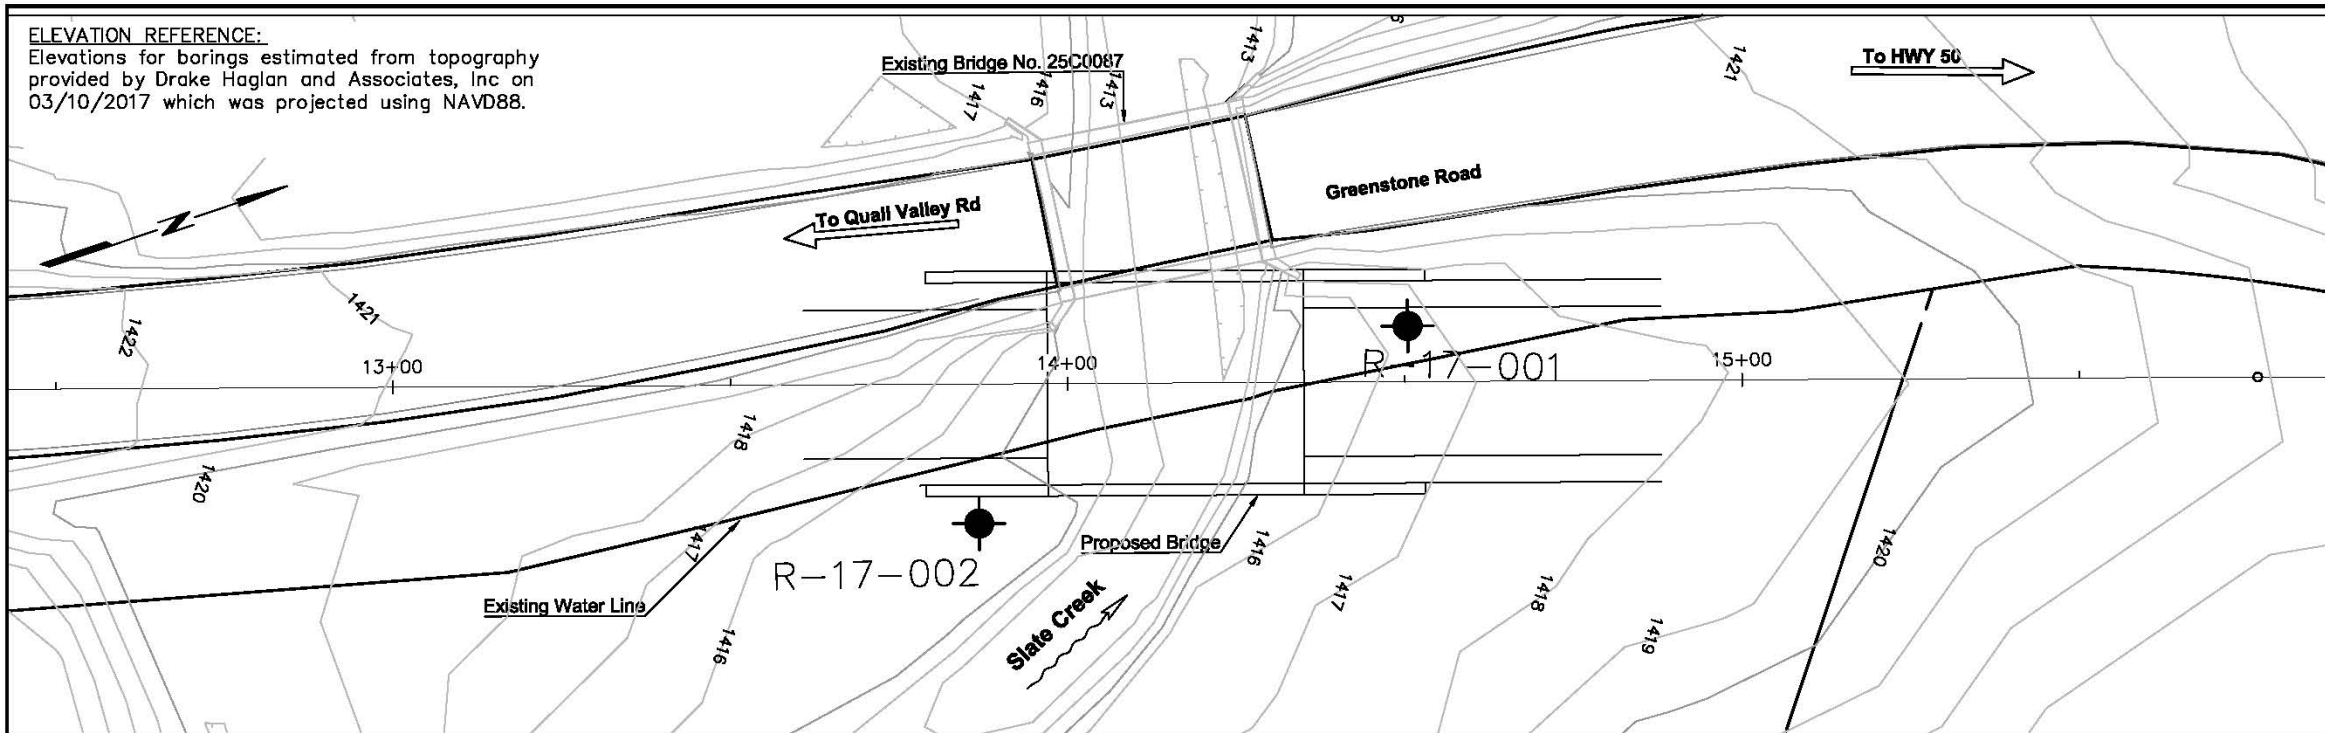 ELEVATION REFERENCE:
Elevations for borings estimated from topography
provided by Drake Haglan and Associates, Inc on
03/10/2017 which was projected using NAVD88.
Existing Bridge No. 25C0087
1417
1416
1413
1413
1421
To HWY 50
N
To Quail Valley Rd
Greenstone Road
1421
1422
13+00
14+00
R-17-001
15+00
1418
1420
1417
R-17-002
Existing Water Line
1416
Proposed Bridge
Slate Creek
1416
1417
1418
1419
1420